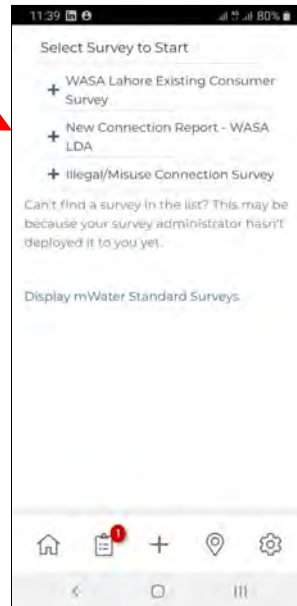 11:39 80%
Select Survey to Start
+ WASA Lahore Existing Consumer
Survey
+ New Connection Report - WASA
LDA
+ Illegal/Misuse Connection Survey
Can't find a survey in the list? This may be
because your survey administrator hasn't
deployed it to you yet.
Display mWater Standard Surveys
1